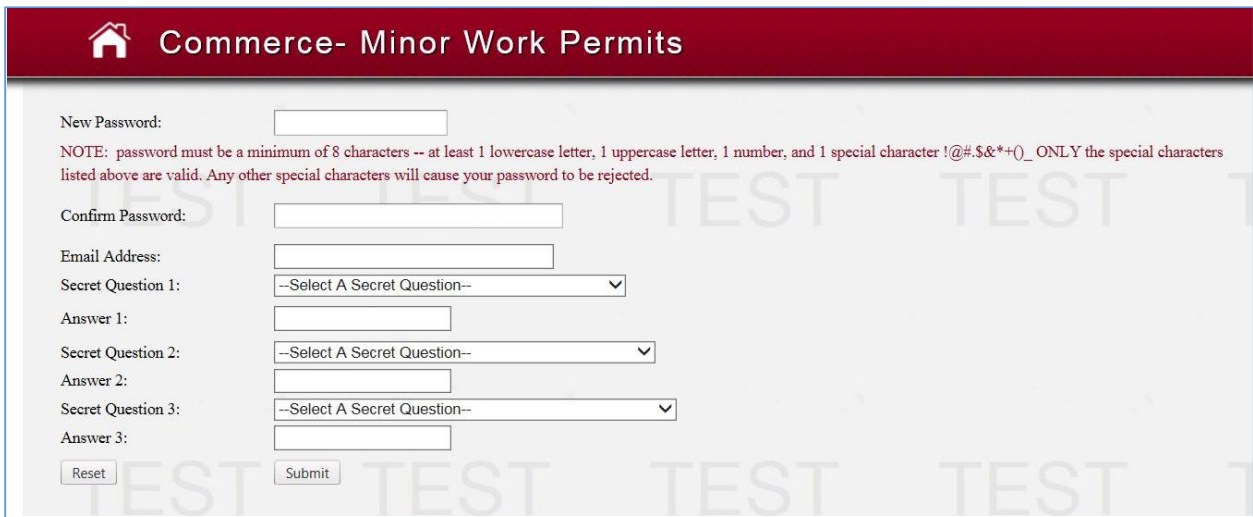 Commerce- Minor Work Permits
New Password:
NOTE:  password must be a minimum of 8 characters -- at least 1 lowercase letter, 1 uppercase letter, 1 number, and 1 special character !@#.$&*+()_ ONLY the special characters
listed above are valid. Any other special characters will cause your password to be rejected.
TEST TEST TEST TEST
Confirm Password:
Email Address:
Secret Question 1: --Select A Secret Question--
Answer 1:
Secret Question 2: --Select A Secret Question--
Answer 2:
Secret Question 3: --Select A Secret Question--
Answer 3:
Reset Submit
TEST TEST TEST TEST